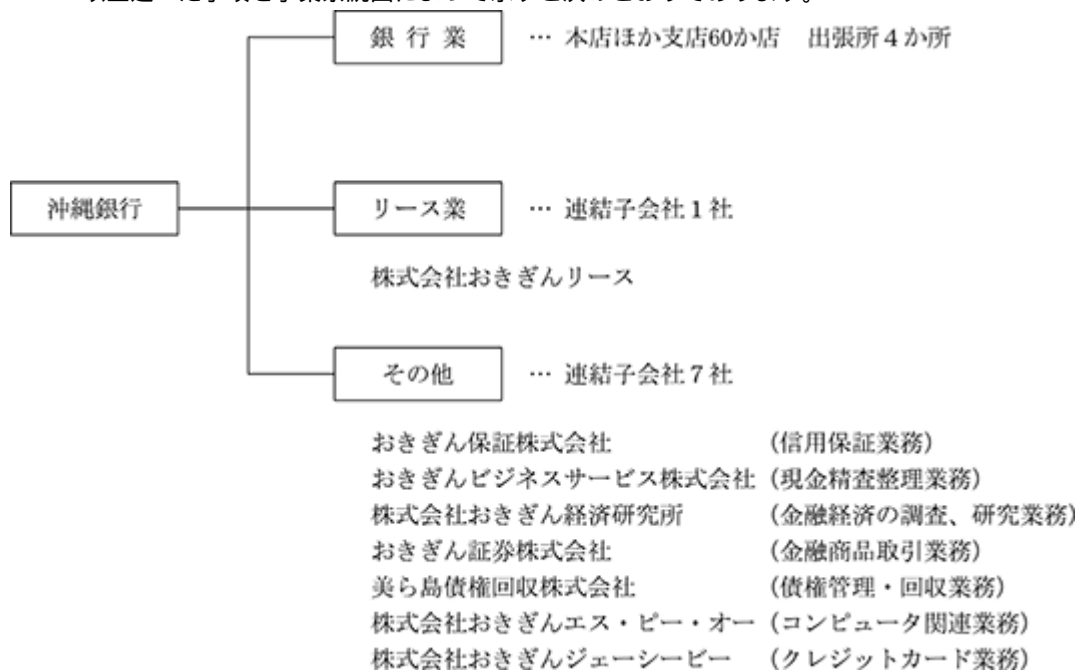 銀行業 … 本店ほか支店60か店 出張所4か所
沖縄銀行
リース業 … 連結子会社1社
株式会社おきぎんリース
その他 … 連結子会社7社
おきぎん保証株式会社 (信用保証業務)
おきぎんビジネスサービス株式会社 (現金精査整理業務)
株式会社おきぎん経済研究所 (金融経済の調査、研究業務)
おきぎん証券株式会社 (金融商品取引業務)
美ら島債権回収株式会社 (債権管理・回収業務)
株式会社おきぎんエス・ピー・オー (コンピュータ関連業務)
株式会社おきぎんジェーシービー (クレジットカード業務)